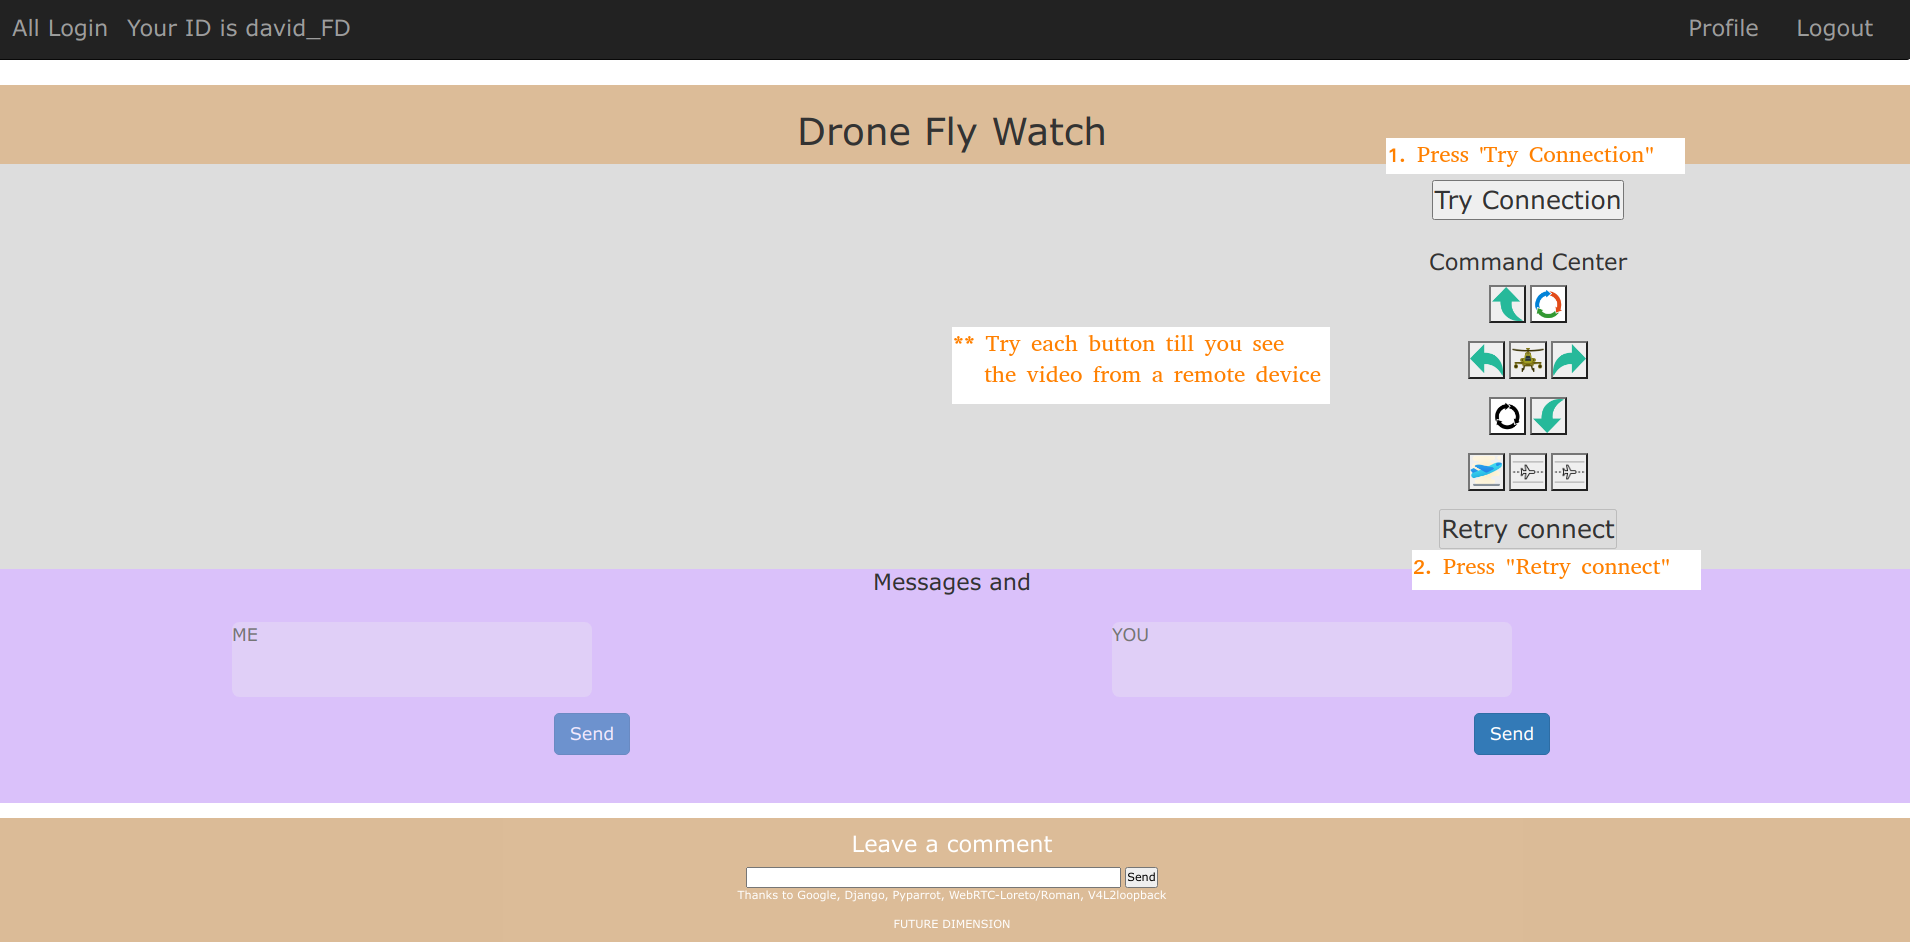 All Login Your ID is david_FD Profile Logout
Drone Fly Watch
1. Press 'Try Connection"
Try Connection
Command Center
** Try each button till you see
the video from a remote device
Retry connect
2. Press "Retry connect"
Messages and
ME YOU
Send Send
Leave a comment
Send
Thanks to Google, Django, Pyparrot, WebRTC-Loreto/Roman, V4L2loopback
FUTURE DIMENSION